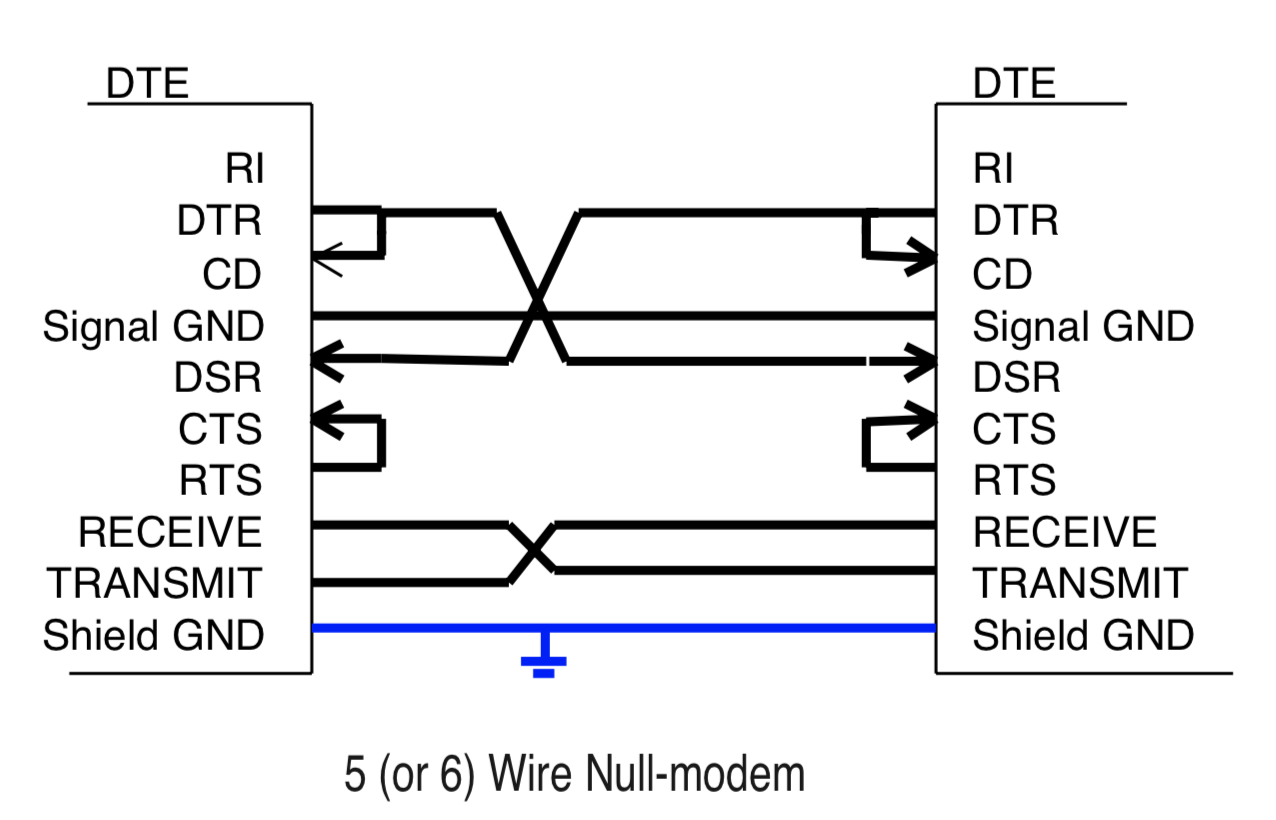 DTE
DTE
RI
RI
DTR
DTR
CD
CD
Signal GND
Signal GND
DSR
DSR
CTS
CTS
RTS
RTS
RECEIVE
RECEIVE
TRANSMIT
TRANSMIT
Shield GND
Shield GND
5 (or 6) Wire Null-modem